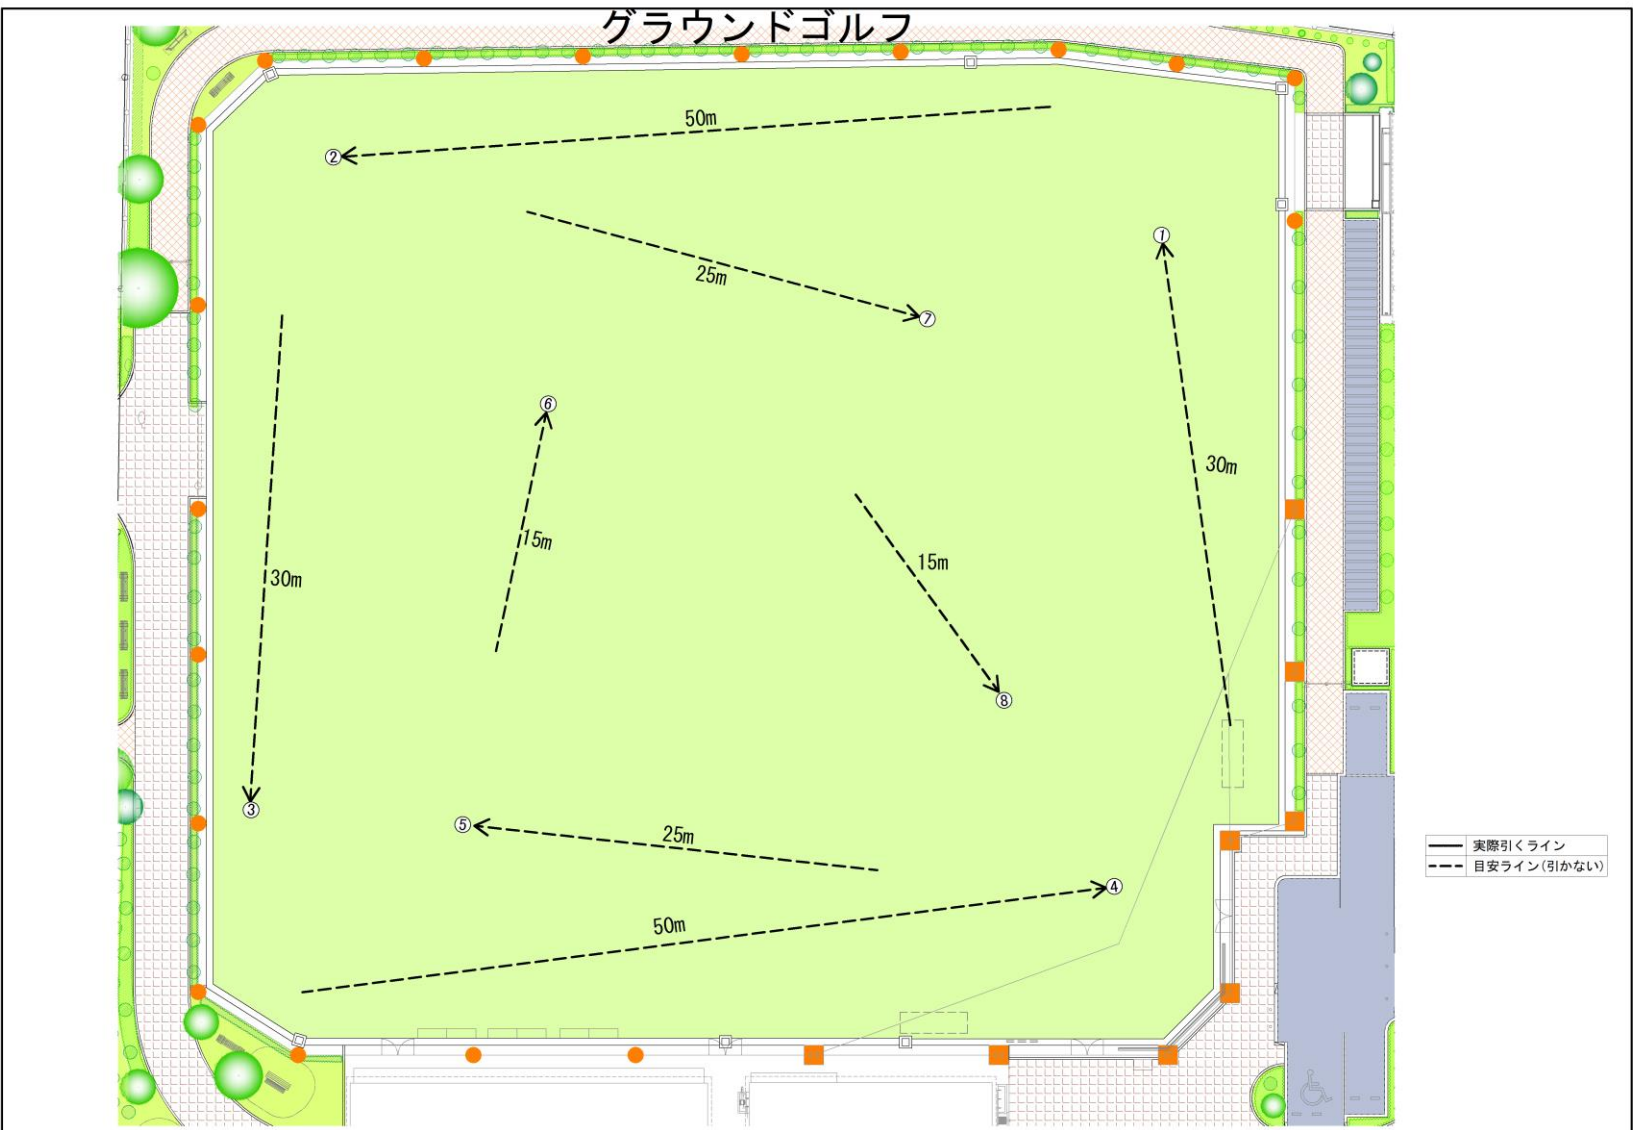 グラウンドゴルフ
50m
②
①
25m
⑦
⑥
30m
15m
15m
30m
⑧
③
⑤
25m
④
50m
実際引くライン
目安ライン(引かない)